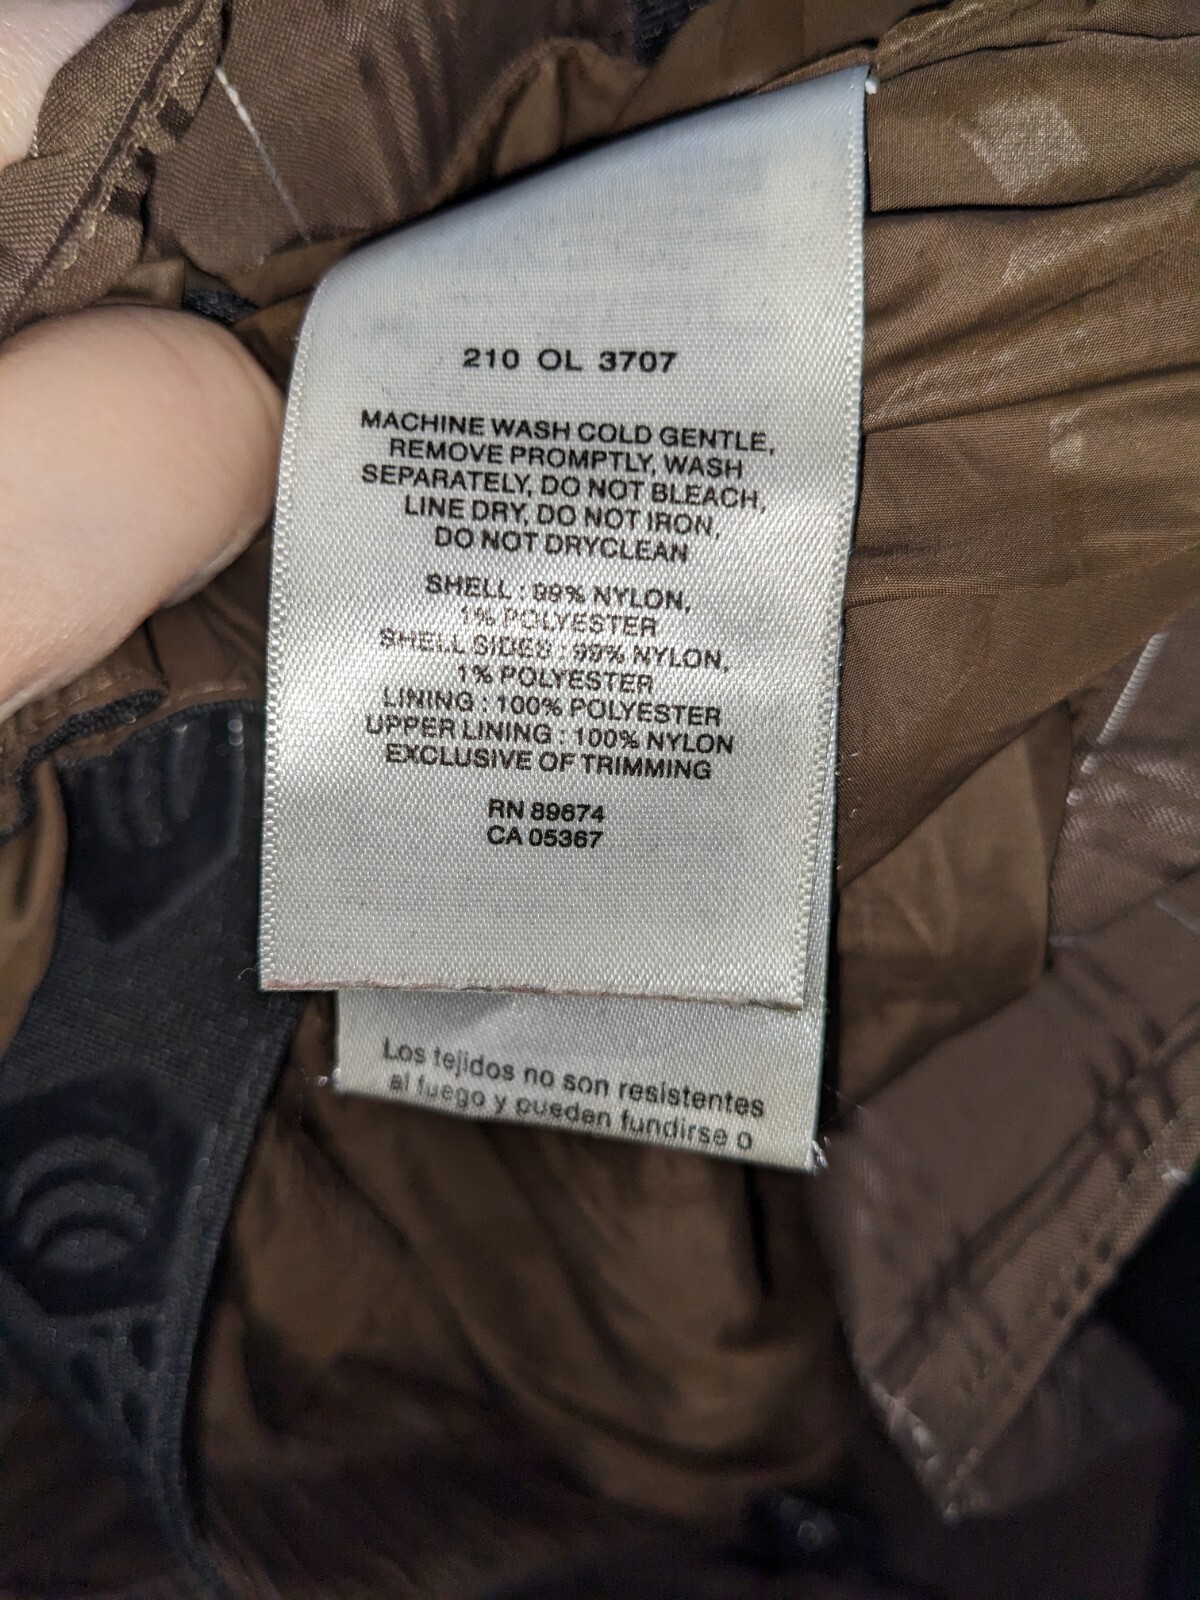 210 OL 3707
MACHINE WASH COLD GENTLE,
REMOVE PROMPTLY, WASH
SEPARATELY, DO NOT BLEACH,
LINE DRY, DO NOT IRON,
DO NOT DRYCLEAN
SHELL : 99% NYLON,
1% POLYESTER
SHELL SIDES : 99% NYLON,
1% POLYESTER
LINING : 100% POLYESTER
UPPER LINING : 100% NYLON
EXCLUSIVE OF TRIMMING
RN 89674
CA 05367
Los tejidos no son resistentes
al fuego y pueden fundirse o